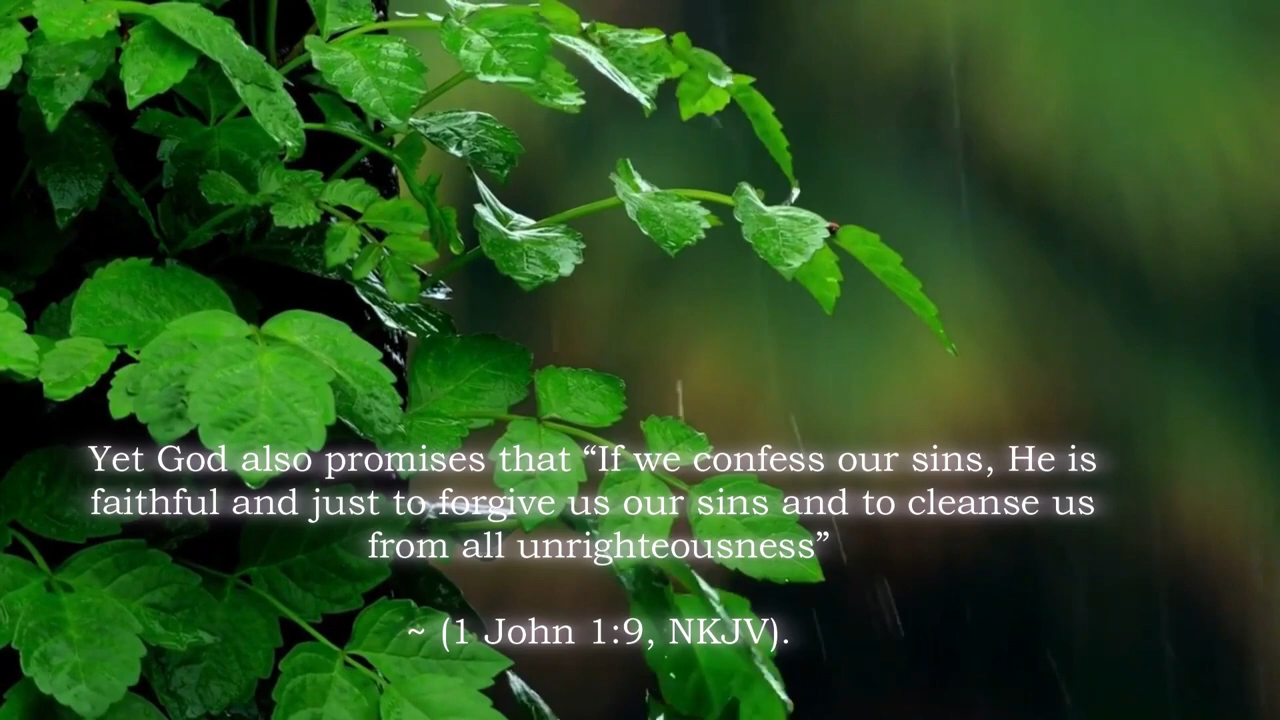 Yet God also promises that “If we confess our sins, He is
faithful and just to forgive us our sins and to cleanse us
from all unrighteousness”
~ (1 John 1:9, NKJV).